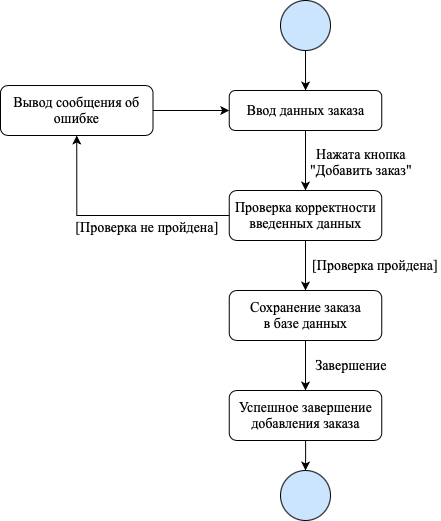 Вывод сообщения об
ошибке
Ввод данных заказа
Нажата кнопка
"Добавить заказ"
Проверка корректности
введенных данных
[Проверка не пройдена]
[Проверка пройдена]
Сохранение заказа
в базе данных
Завершение
Успешное завершение
добавления заказа